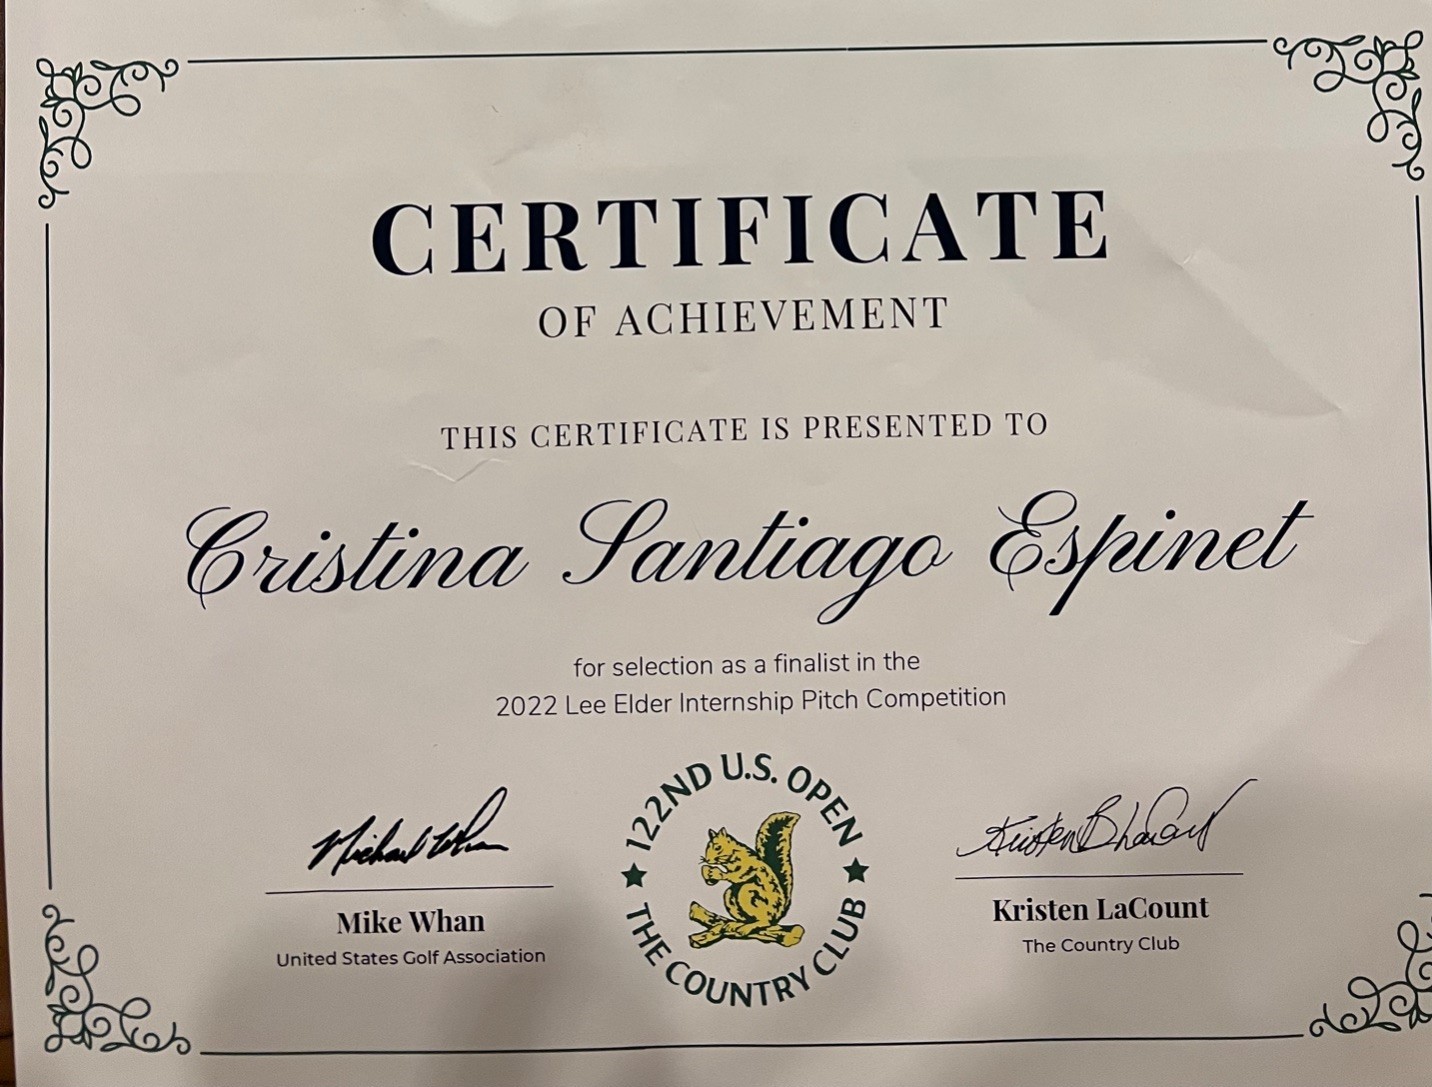 CERTIFICATE
OF ACHIEVEMENT
THIS CERTIFICATE IS PRESENTED TO
Cristina Santiago Espinet
for selection as a finalist in the
2022 Lee Elder Internship Pitch Competition
122ND U.S. OPEN
THE COUNTRY CLUB
Michael Whan
Mike Whan
United States Golf Association
Kristen LaCount
The Country Club